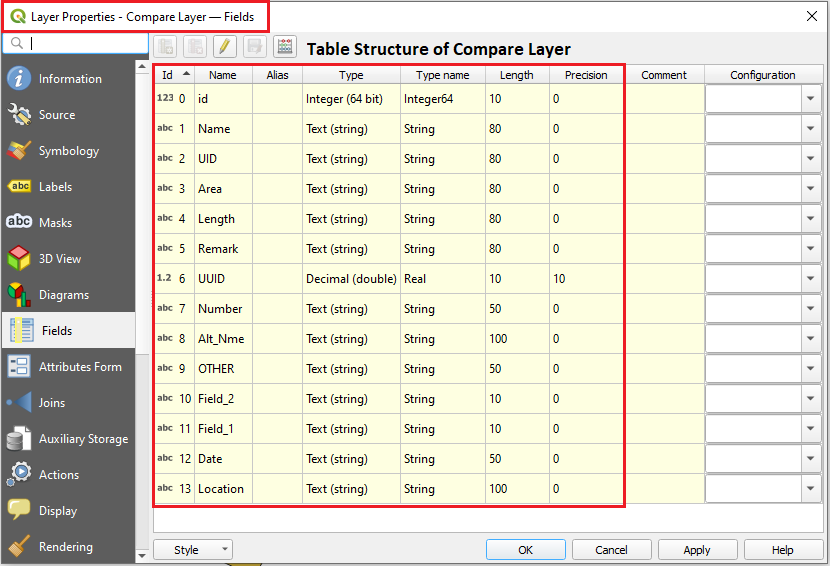 Layer Properties - Compare Layer — Fields
Table Structure of Compare Layer
Information
Source
Symbology
abc Labels
abc Masks
3D View
Diagrams
Fields
Attributes Form
Joins
Auxiliary Storage
Actions
Display
Rendering
Id Name Alias Type Type name Length Precision Comment Configuration
123 0 id Integer (64 bit) Integer64 10 0
abc 1 Name Text (string) String 80 0
abc 2 UID Text (string) String 80 0
abc 3 Area Text (string) String 80 0
abc 4 Length Text (string) String 80 0
abc 5 Remark Text (string) String 80 0
1.2 6 UUID Decimal (double) Real 10 10
abc 7 Number Text (string) String 50 0
abc 8 Alt_Nme Text (string) String 100 0
abc 9 OTHER Text (string) String 50 0
abc 10 Field_2 Text (string) String 10 0
abc 11 Field_1 Text (string) String 10 0
abc 12 Date Text (string) String 50 0
abc 13 Location Text (string) String 100 0
Style OK Cancel Apply Help